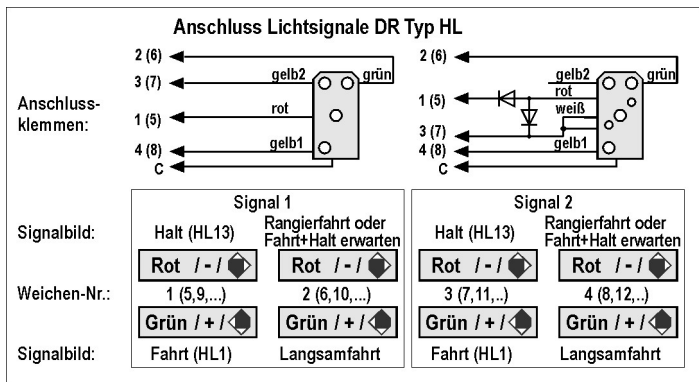 Anschluss Lichtsignale DR Typ HL
2 (6)
3 (7)
gelb2
grün
1 (5)
rot
4 (8)
gelb1
C
Anschluss-
klemmen:
2 (6)
gelb2
grün
1 (5)
rot
weiß
3 (7)
4 (8)
gelb1
C
Signal 1
Signal 2
Signalbild:
Halt (HL13)
Rangierfahrt oder
Fahrt+Halt erwarten
Halt (HL13)
Rangierfahrt oder
Fahrt+Halt erwarten
Rot / - /
Rot / - /
Rot / - /
Rot / - /
Weichen-Nr.:
1 (5,9,...)
2 (6,10,...)
3 (7,11,..)
4 (8,12,..)
Grün / + /
Grün / + /
Grün / + /
Grün / + /
Signalbild:
Fahrt (HL1)
Langsamfahrt
Fahrt (HL1)
Langsamfahrt